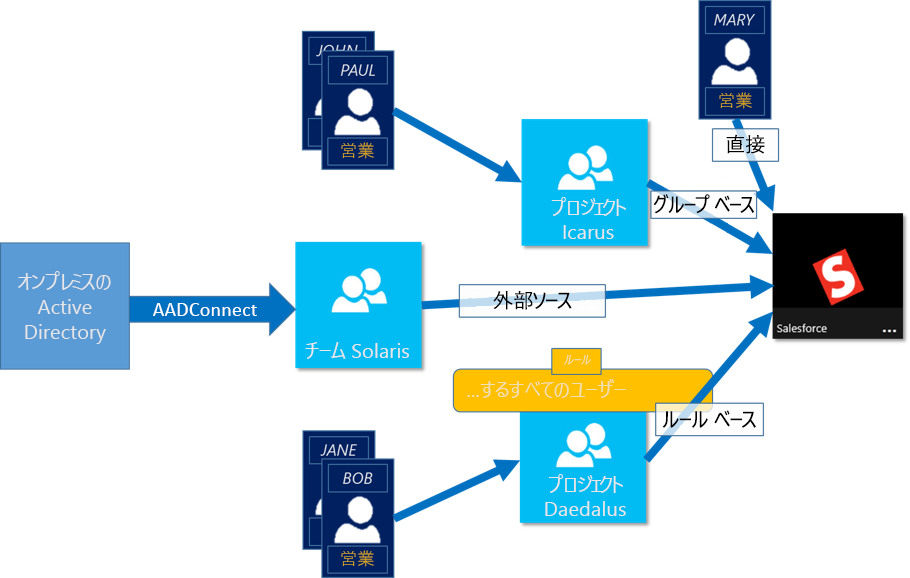 MARY
営業
JOHN
PAUL
営業
直接
プロジェクト
Icarus
グループ ベース
オンプレミスの
Active
Directory
AADConnect
チーム Solaris
外部ソース
S
Salesforce
...
ルール
...するすべてのユーザー
ルール ベース
JANE
BOB
営業
プロジェクト
Daedalus